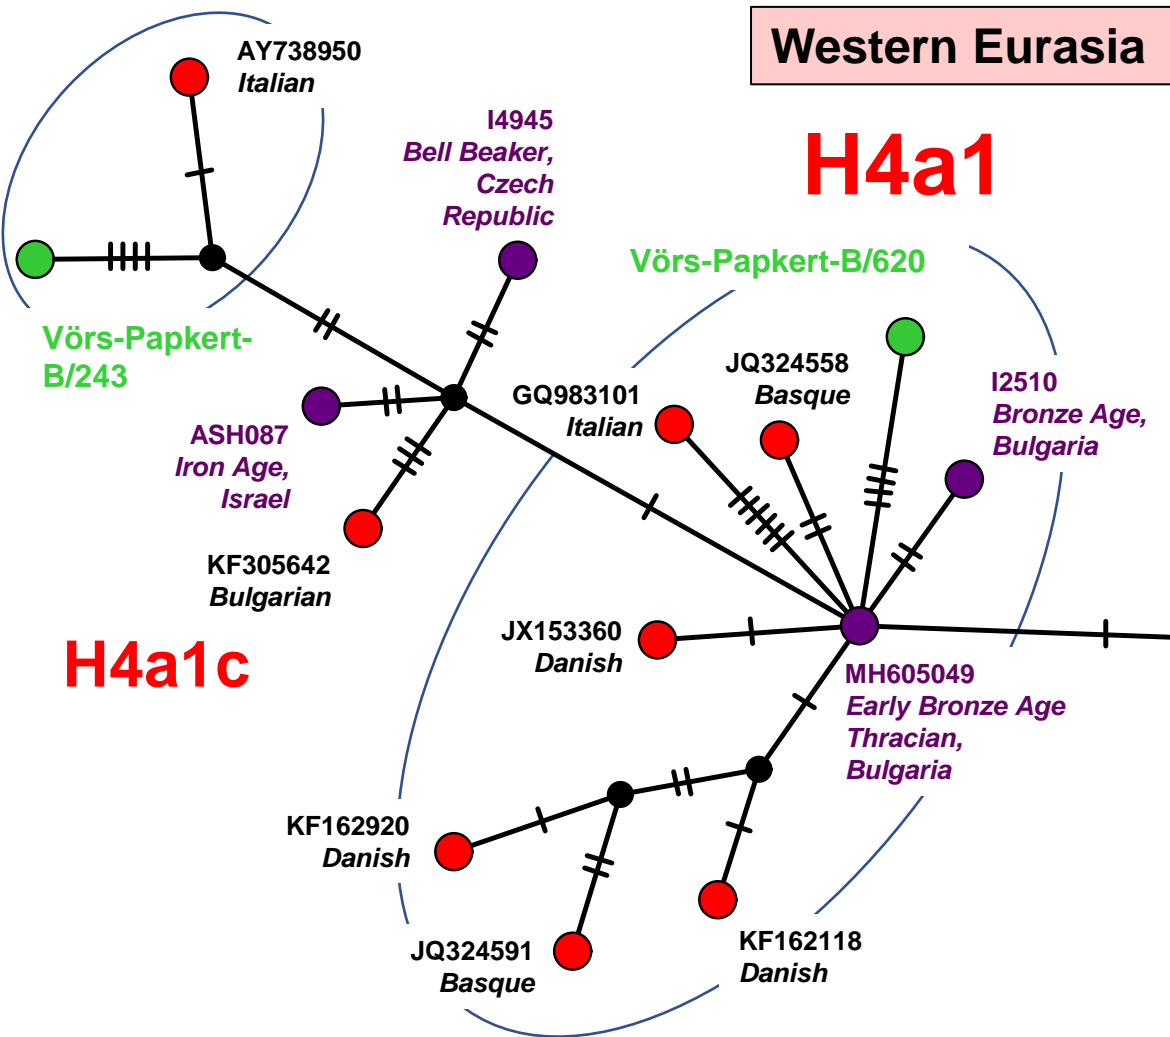 Western Eurasia
AY738950
Italian
I4945
Bell Beaker,
Czech
Republic
H4a1
Vörs-Papkert-B/620
Vörs-Papkert-
B/243
JQ324558
Basque
GQ983101
Italian
I2510
Bronze Age,
Bulgaria
ASH087
Iron Age,
Israel
KF305642
Bulgarian
H4a1c
JX153360
Danish
MH605049
Early Bronze Age
Thracian,
Bulgaria
KF162920
Danish
JQ324591
Basque
KF162118
Danish